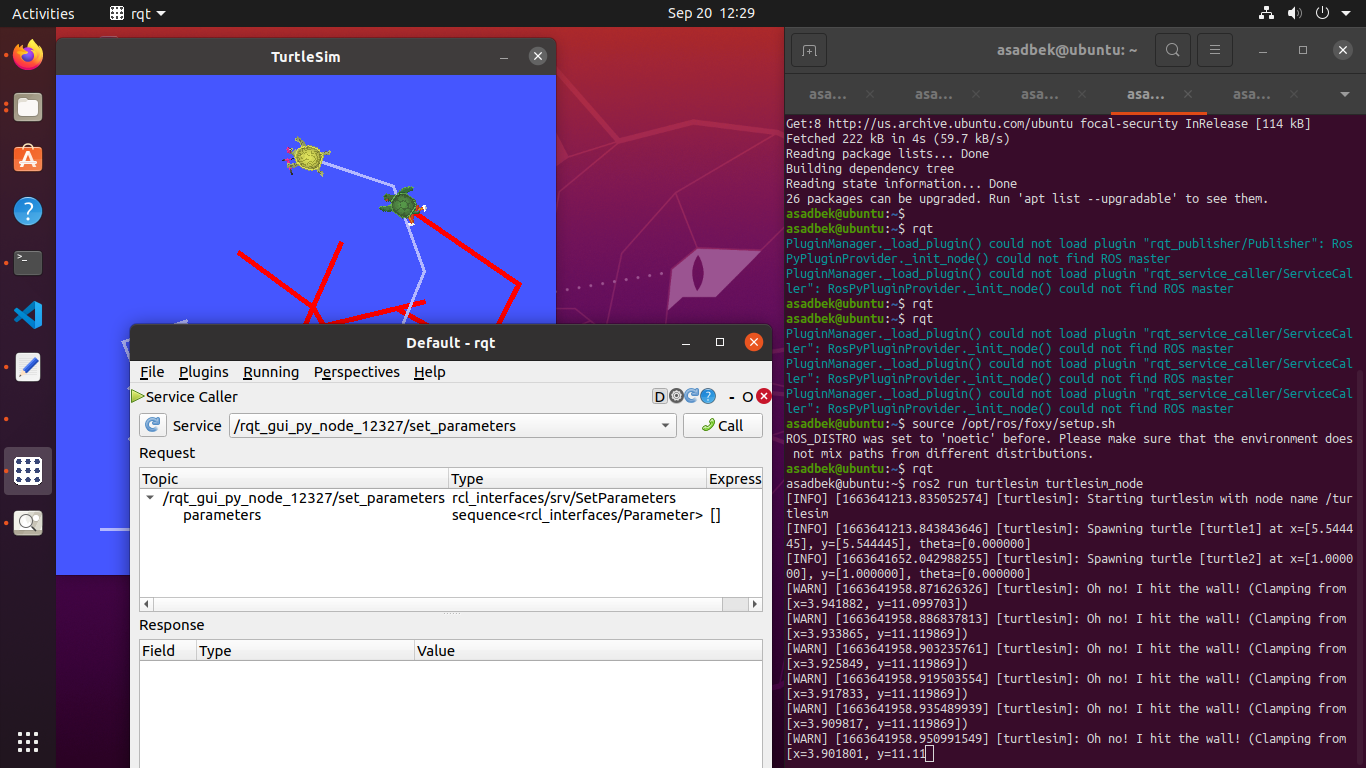 Activities
rqt
Sep 20 12:29
TurtleSim
asadbek@ubuntu: ~
asa...
asa...
asa...
asa...
asa...
Get:8 http://us.archive.ubuntu.com/ubuntu focal-security InRelease [114 kB]
Fetched 222 kB in 4s (59.7 kB/s)
Reading package lists... Done
Building dependency tree
Reading state information... Done
26 packages can be upgraded. Run 'apt list --upgradable' to see them.
asadbek@ubuntu:~$
asadbek@ubuntu:~$ rqt
PluginManager._load_plugin() could not load plugin "rqt_publisher/Publisher": Ros
PyPluginProvider._init_node() could not find ROS master
PluginManager._load_plugin() could not load plugin "rqt_service_caller/ServiceCal
ler": RosPyPluginProvider._init_node() could not find ROS master
asadbek@ubuntu:~$ rqt
asadbek@ubuntu:~$ rqt
PluginManager._load_plugin() could not load plugin "rqt_service_caller/ServiceCal
ler": RosPyPluginProvider._init_node() could not find ROS master
PluginManager._load_plugin() could not load plugin "rqt_service_caller/ServiceCal
ler": RosPyPluginProvider._init_node() could not find ROS master
PluginManager._load_plugin() could not load plugin "rqt_service_caller/ServiceCal
ler": RosPyPluginProvider._init_node() could not find ROS master
asadbek@ubuntu:~$ source /opt/ros/foxy/setup.sh
ROS_DISTRO was set to 'noetic' before. Please make sure that the environment does
not mix paths from different distributions.
asadbek@ubuntu:~$ rqt
asadbek@ubuntu:~$ ros2 run turtlesim turtlesim_node
[INFO] [1663641213.835052574] [turtlesim]: Starting turtlesim with node name /tur
tlesim
[INFO] [1663641213.843843646] [turtlesim]: Spawning turtle [turtle1] at x=[5.5444
45], y=[5.544445], theta=[0.000000]
[INFO] [1663641652.042988255] [turtlesim]: Spawning turtle [turtle2] at x=[1.0000
00], y=[1.000000], theta=[0.000000]
[WARN] [1663641958.871626326] [turtlesim]: Oh no! I hit the wall! (Clamping from
[x=3.941882, y=11.099703])
[WARN] [1663641958.886837813] [turtlesim]: Oh no! I hit the wall! (Clamping from
[x=3.933865, y=11.119869])
[WARN] [1663641958.903235761] [turtlesim]: Oh no! I hit the wall! (Clamping from
[x=3.925849, y=11.119869])
[WARN] [1663641958.919503554] [turtlesim]: Oh no! I hit the wall! (Clamping from
[x=3.917833, y=11.119869])
[WARN] [1663641958.935489939] [turtlesim]: Oh no! I hit the wall! (Clamping from
[x=3.909817, y=11.119869])
[WARN] [1663641958.950991549] [turtlesim]: Oh no! I hit the wall! (Clamping from
[x=3.901801, y=11.11
Default - rqt
File Plugins Running Perspectives Help
Service Caller
D
- O
Service /rqt_gui_py_node_12327/set_parameters Call
Request
Topic Type Express
/rqt_gui_py_node_12327/set_parameters rcl_interfaces/srv/SetParameters
parameters sequence<rcl_interfaces/Parameter> []
Response
Field Type Value